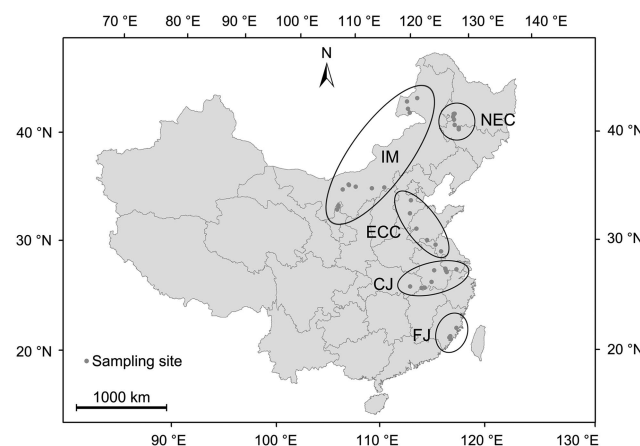 70 °E 80 °E 90 °E 100 °E 110 °E 120 °E 130 °E 140 °E
N
40 °N NEC 40 °N
IM
30 °N ECC 30 °N
CJ
FJ
20 °N Sampling site 20 °N
1000 km
90 °E 100 °E 110 °E 120 °E 130 °E